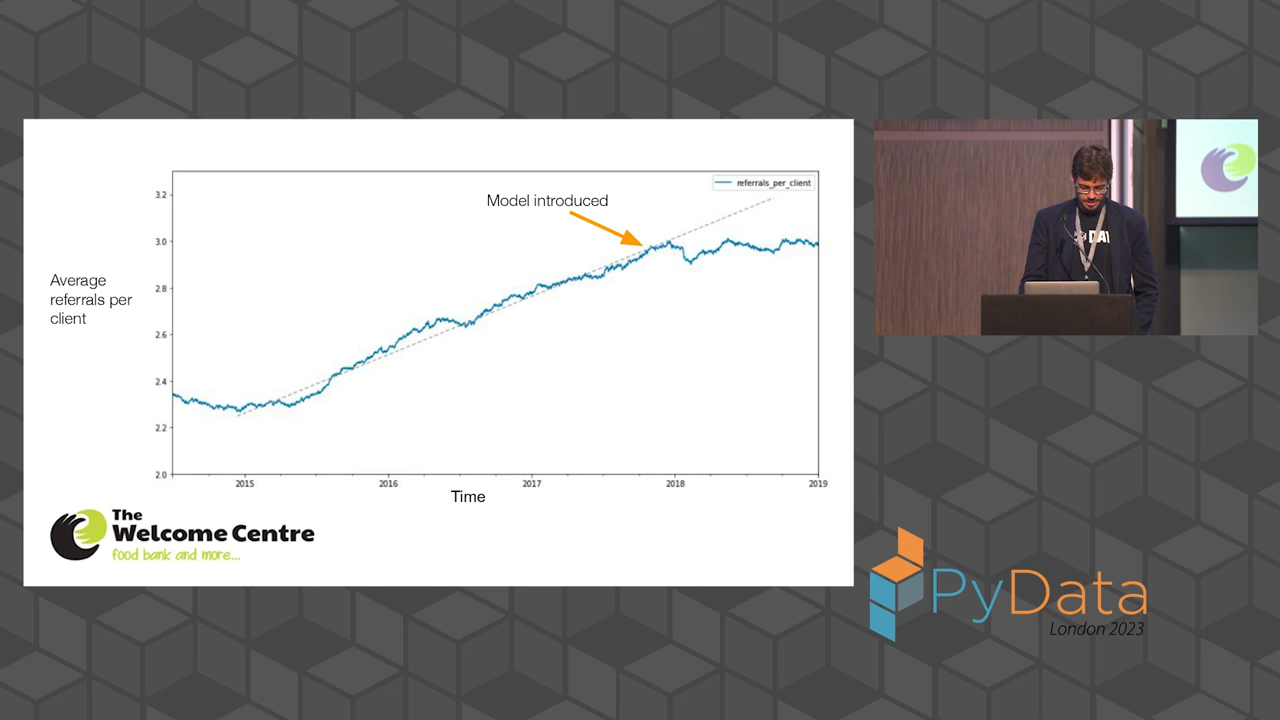 referrals_per_client
Model introduced
3.2
3.0
2.8
2.6
2.4
2.2
2.0
Average
referrals per
client
2015
2016
2017
2018
2019
Time
The
Welcome Centre
food bank and more...
DAT
PyData
London 2023